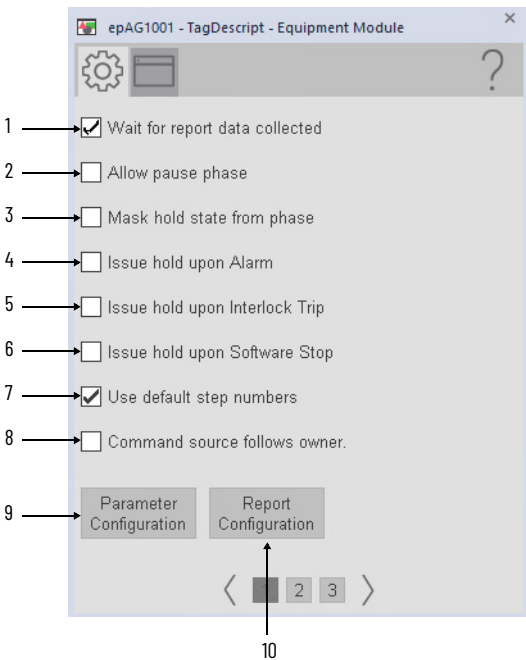 epAG1001 - TagDescript - Equipment Module
×
?
1 Wait for report data collected
2 Allow pause phase
3 Mask hold state from phase
4 Issue hold upon Alarm
5 Issue hold upon Interlock Trip
6 Issue hold upon Software Stop
7 Use default step numbers
8 Command source follows owner.
9
Parameter
Configuration
Report
Configuration
1 2 3
10